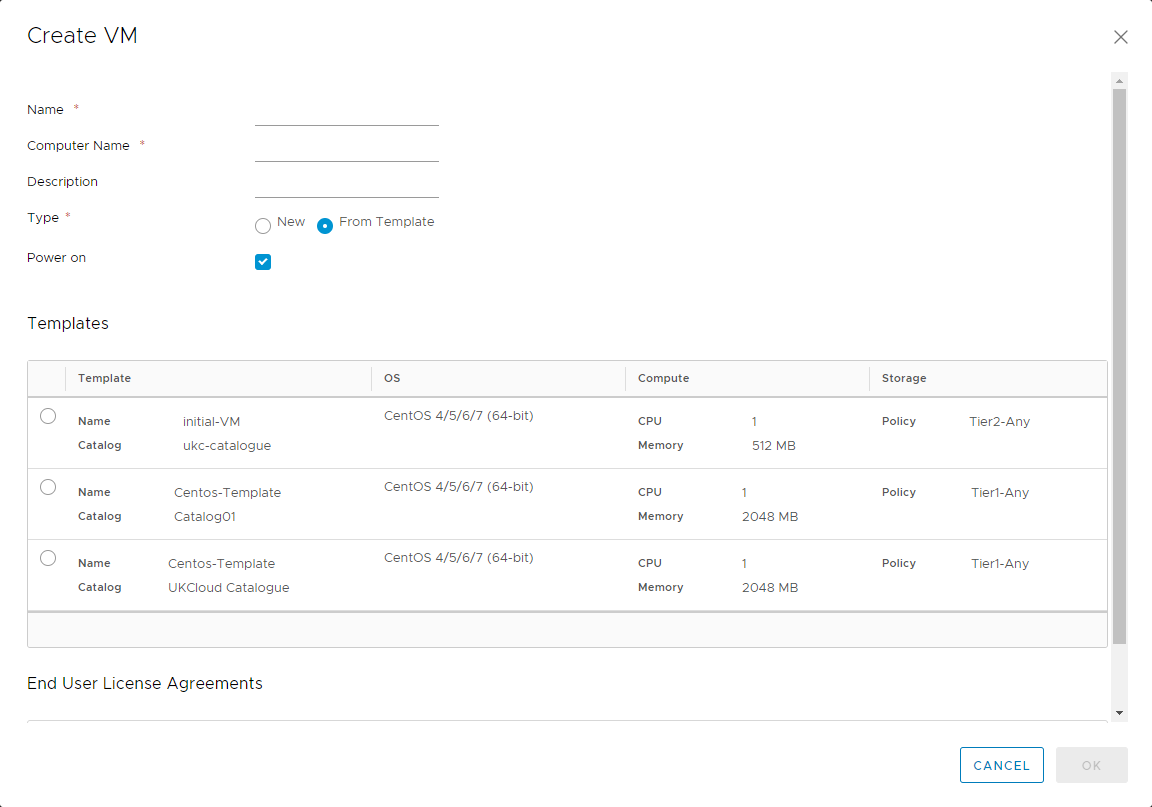 Create VM
Name *
Computer Name *
Description
Type *
New From Template
Power on
Templates
Template OS Compute Storage
Name initial-VM CentOS 4/5/6/7 (64-bit) CPU 1 Policy Tier2-Any
Catalog ukc-catalogue Memory 512 MB
Name Centos-Template CentOS 4/5/6/7 (64-bit) CPU 1 Policy Tier1-Any
Catalog Catalog01 Memory 2048 MB
Name Centos-Template CentOS 4/5/6/7 (64-bit) CPU 1 Policy Tier1-Any
Catalog UKCloud Catalogue Memory 2048 MB
End User License Agreements
CANCEL OK